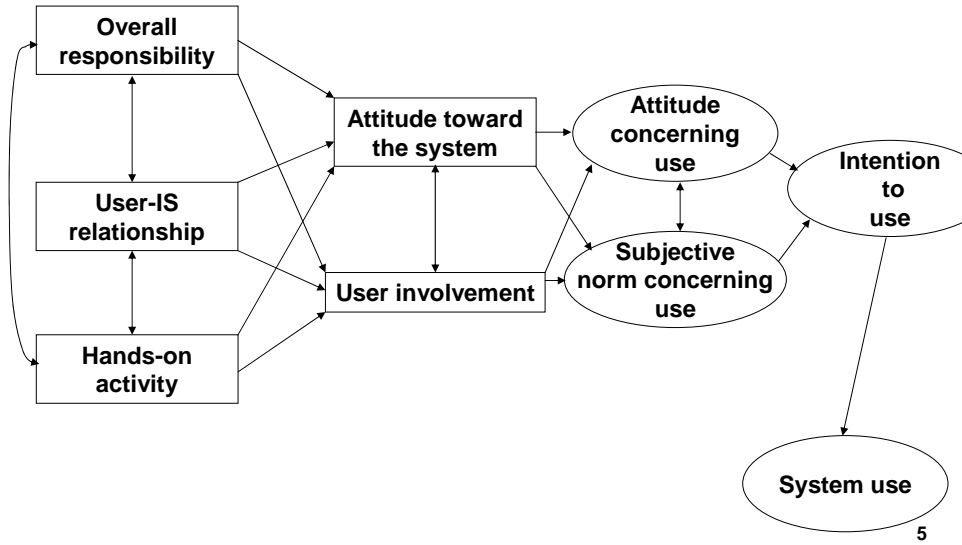 Overall
responsibility
User-IS
relationship
Hands-on
activity
Attitude toward
the system
User involvement
Attitude
concerning
use
Subjective
norm concerning
use
Intention
to
use
System use
5